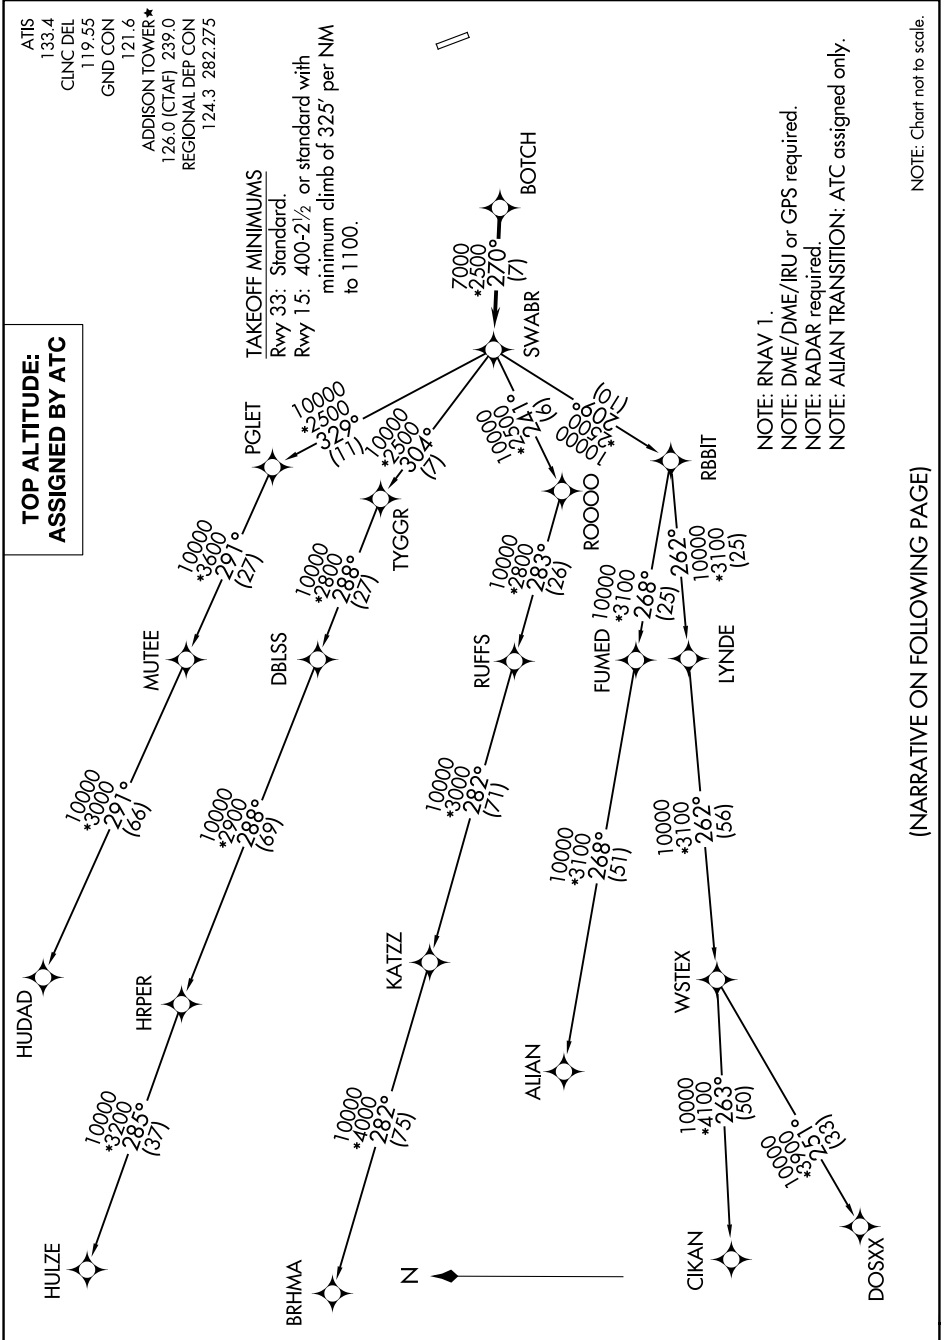 TOP ALTITUDE:
ASSIGNED BY ATC
ATIS
133.4
CLNC DEL
119.55
GND CON
121.6
ADDISON TOWER★
126.0 (CTAF) 239.0
REGIONAL DEP CON
124.3 282.275
TAKEOFF MINIMUMS
Rwy 33: Standard.
Rwy 15: 400-2½ or standard with
minimum climb of 325' per NM
to 1100.
BOTCH
7000
*2500
270°
(7)
SWABR
10000
*2500
329°
(11)
PGLET
10000
*3600
291°
(27)
MUTEE
10000
*3000
291°
(66)
HUDAD
10000
*2500
304°
(7)
TYGGR
10000
*2800
288°
(27)
DBLSS
10000
*2900
288°
(69)
HRPER
10000
*3200
285°
(37)
HULZE
10000
(9)
ROOOO
10000
*2800
283°
(26)
RUFFS
10000
*3000
282°
(71)
KATZZ
10000
*4000
282°
(75)
BRHMA
10000
*2500
(10)
RBBIT
10000
*3100
268°
(25)
FUMED
10000
*3100
268°
(51)
ALIAN
262°
10000
*3100
(25)
LYNDE
10000
*3100
262°
(56)
WSTEX
10000
*4100
263°
(50)
CIKAN
10000
*3900
251°
(33)
DOSXX
N
NOTE: RNAV 1.
NOTE: DME/DME/IRU or GPS required.
NOTE: RADAR required.
NOTE: ALIAN TRANSITION: ATC assigned only.
(NARRATIVE ON FOLLOWING PAGE)
NOTE: Chart not to scale.